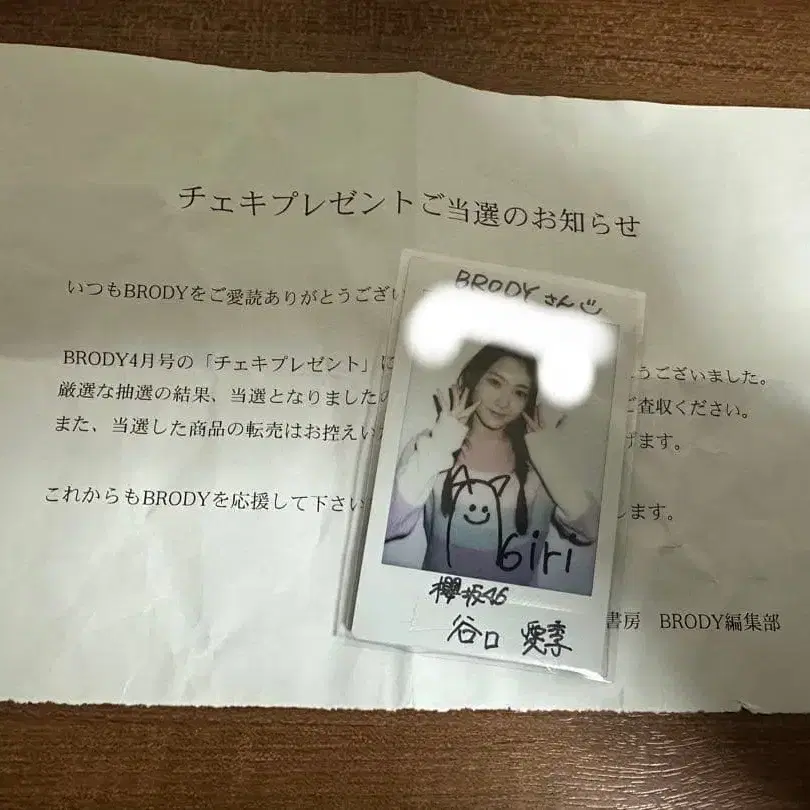 チェキプレゼントご当選のお知らせ
いつもBRODYをご愛読ありがとうござい
BRODY4月号の「チェキプレゼント」に
うございました。
厳選な抽選の結果、当選となりましたの
ご査収ください。
また、当選した商品の転売はお控えい
げます。
これからもBRODYを応援して下さい
します。
書房 BRODY編集部
BRODYさん
Giri
櫻坂46
谷口 愛季